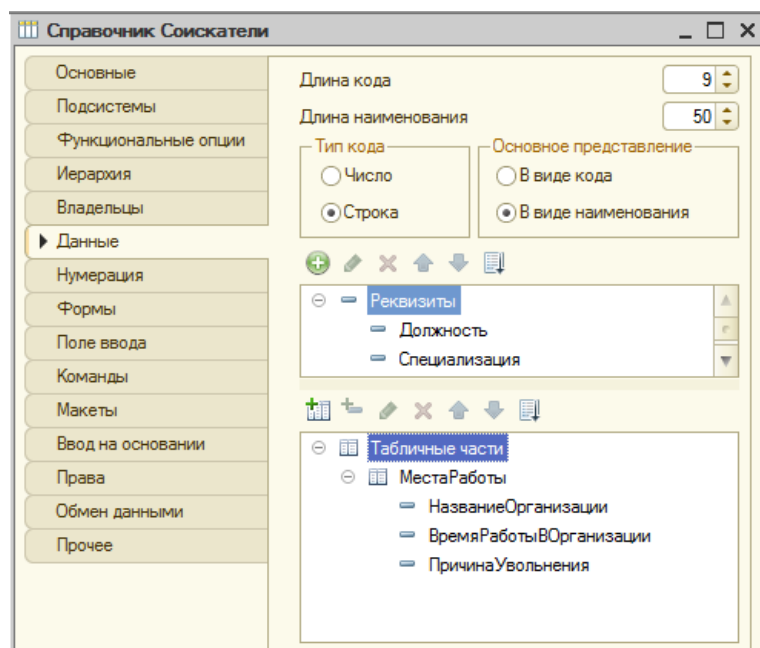 Справочник Соискатели
Основные
Подсистемы
Функциональные опции
Иерархия
Владельцы
Данные
Нумерация
Формы
Поле ввода
Команды
Макеты
Ввод на основании
Права
Обмен данными
Прочее
Длина кода 9
Длина наименования 50
Тип кода
Число
Строка
Основное представление
В виде кода
В виде наименования
Реквизиты
Должность
Специализация
Табличные части
МестаРаботы
НазваниеОрганизации
ВремяРаботыВОрганизации
ПричинаУвольнения